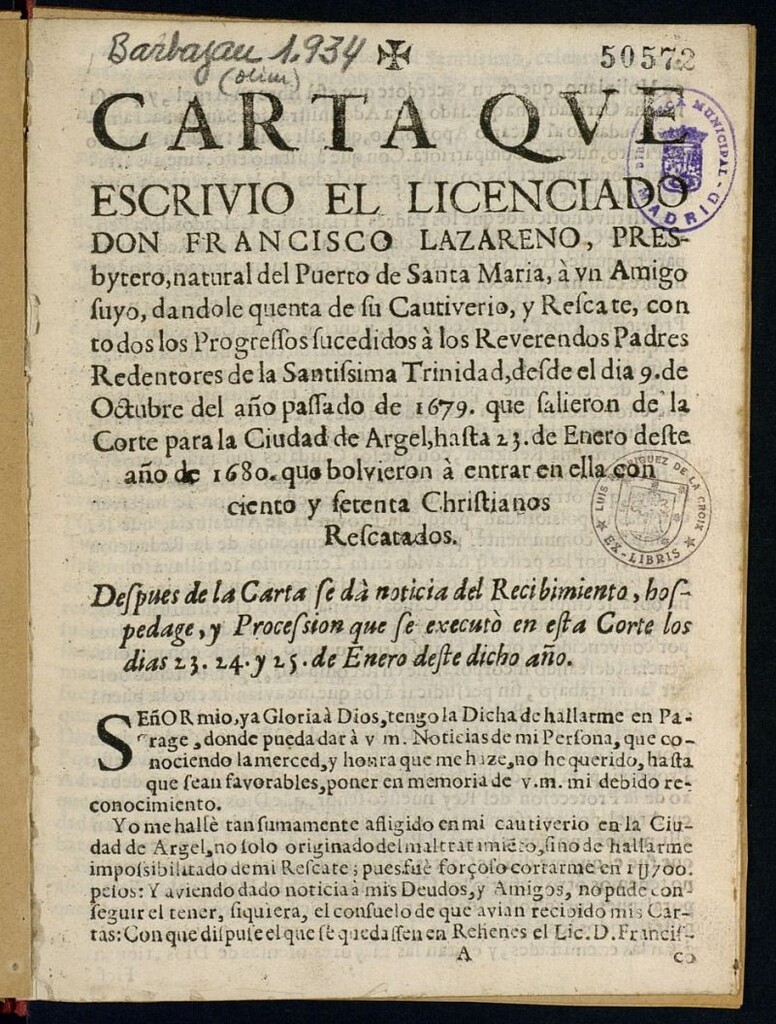 Barbazan 1.934
(olim)
✠
50572
CARTA QVE
ESCRIVIO EL LICENCIADO
DON FRANCISCO LAZARENO, PRES-
bytero, natural del Puerto de Santa Maria, à vn Amigo
ſuyo, dandole quenta de ſu Cautiverio, y Reſcate, con
todos los Progreſſos ſucedidos à los Reverendos Padres
Redentores de la Santiſsima Trinidad, deſde el dia 9. de
Octubre del año paſſado de 1679. que ſalieron de la
Corte para la Ciudad de Argel, haſta 23. de Enero deſte
año de 1680. que bolvieron à entrar en ella con
ciento y ſetenta Chriſtianos
Reſcatados.
Deſpues de la Carta ſe dà noticia del Recibimiento, hoſ-
pedage, y Proceſsion que ſe executò en eſta Corte los
dias 23. 24. y 25. de Enero deſte dicho año.
SEñOR mio, ya Gloria à Dios, tengo la Dicha de hallarme en Pa-
rage, donde pueda dar à v m. Noticias de mi Perſona, que co-
nociendo la merced, y honra que me haze, no he querido, haſta
que ſean favorables, poner en memoria de v.m. mi debido re-
conocimiento.
Yo me hallè tan ſumamente afligido en mi cautiverio en la Ciu-
dad de Argel, no ſolo originado del maltratamiẽto, ſino de hallarme
impoſsibilitado de mi Reſcate; pues fue forçoſo cortarme en 1ↀ700.
peſos: Y aviendo dado noticia à mis Deudos, y Amigos, no pude con-
ſeguir el tener, ſiquiera, el conſuelo de que avian recibido mis Car-
tas: Con que diſpuſe el que ſe quedaſſen en Rehenes el Lic. D. Franciſ-
A
co
MUNICIPAL
MADRID
LUIS DE LA CROIX
EX-LIBRIS